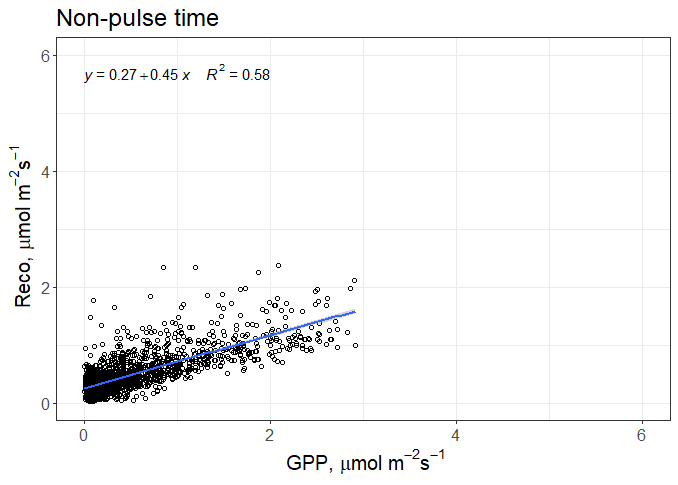 Non-pulse time
6
y = 0.27 + 0.45 x R² = 0.58
4
2
0
Reco, μmol m⁻²s⁻¹
0 2 4 6
GPP, μmol m⁻²s⁻¹